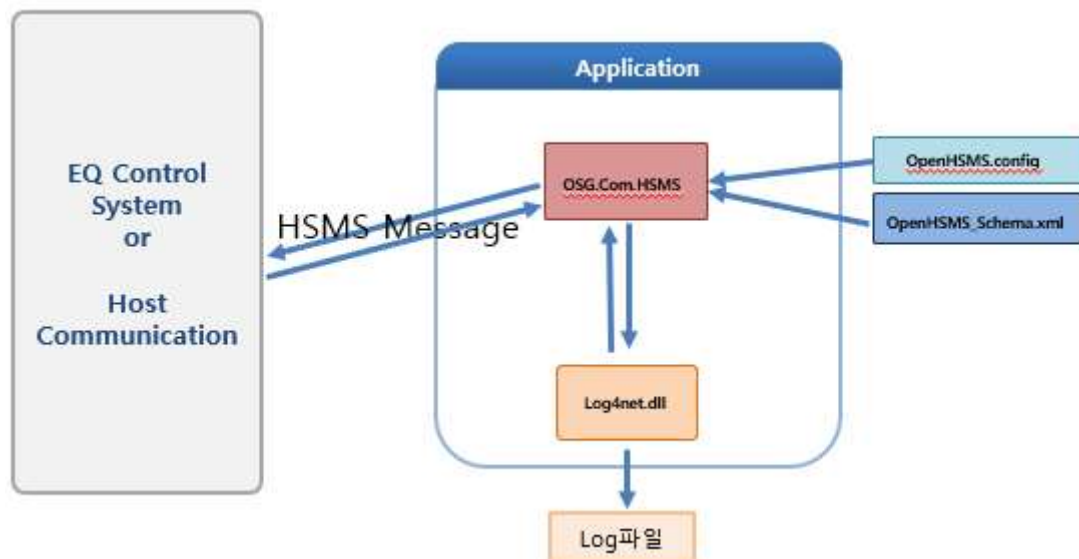 Application
EQ Control
System
or
Host
Communication
HSMS Message
OSG.Com.HSMS
OpenHSMS.config
OpenHSMS_Schema.xml
Log4net.dll
Log파일